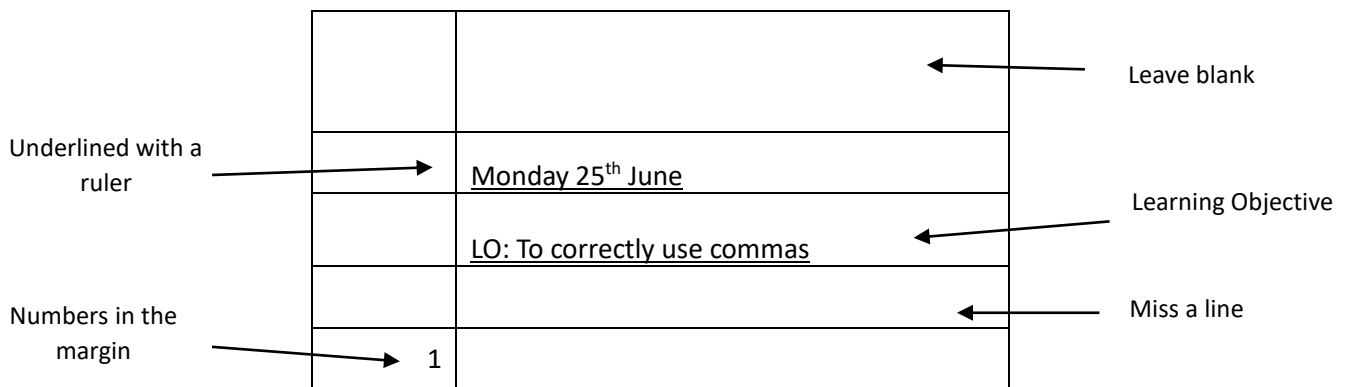 Leave blank
Underlined with a
ruler
Monday 25th June
Learning Objective
LO: To correctly use commas
Numbers in the
margin
Miss a line
1